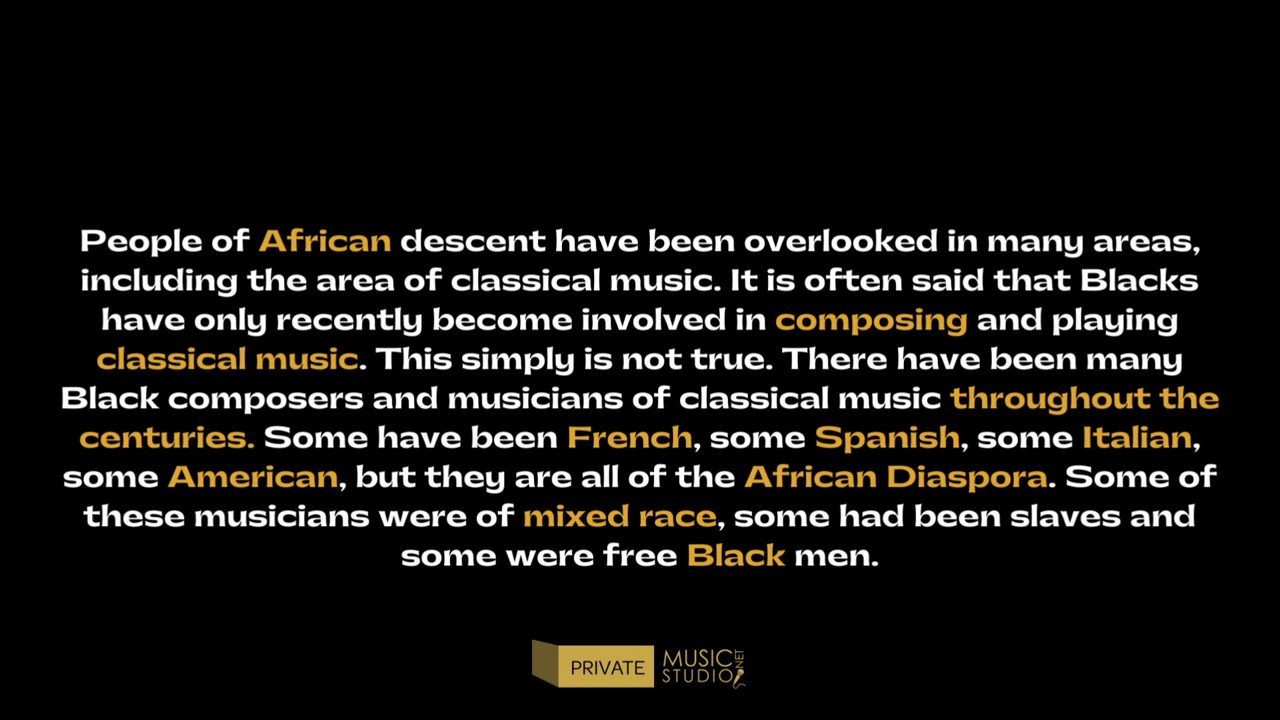 People of African descent have been overlooked in many areas,
including the area of classical music. It is often said that Blacks
have only recently become involved in composing and playing
classical music. This simply is not true. There have been many
Black composers and musicians of classical music throughout the
centuries. Some have been French, some Spanish, some Italian,
some American, but they are all of the African Diaspora. Some of
these musicians were of mixed race, some had been slaves and
some were free Black men.
PRIVATE
MUSIC
STUDIO
.NET